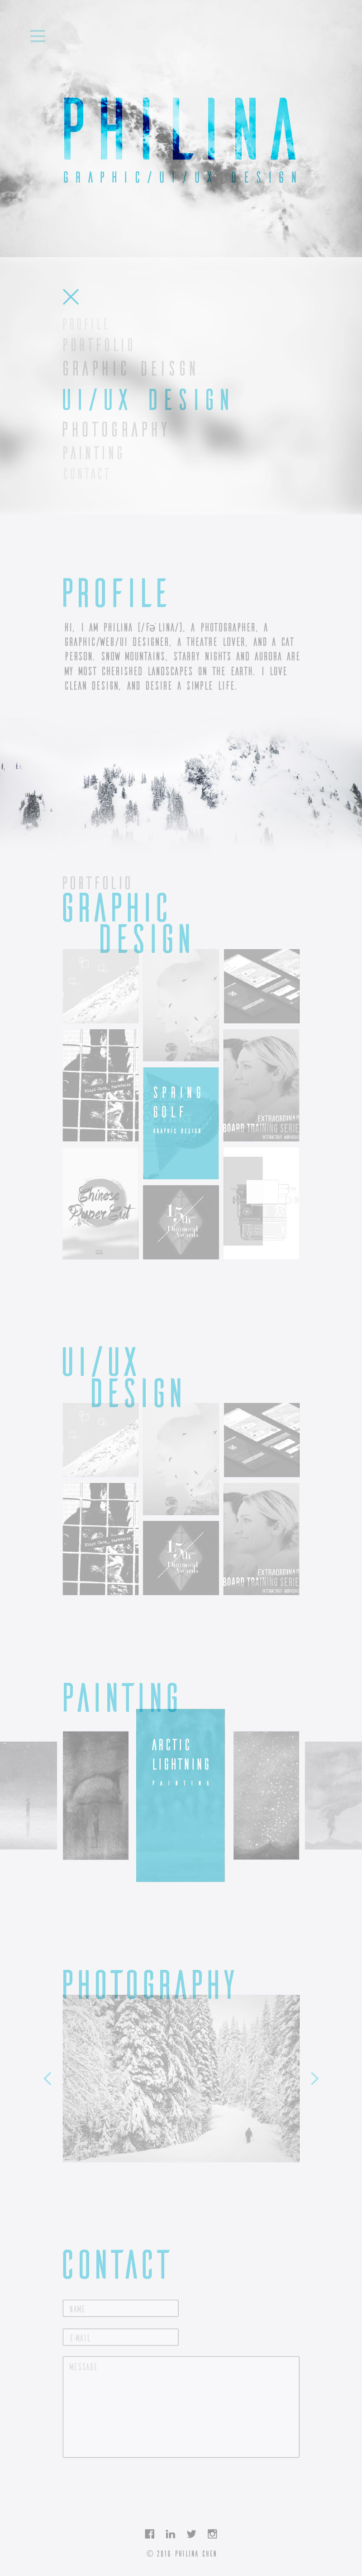 PHILINA
GRAPHIC/UI/UX DESIGN
PROFILE
PORTFOLIO
GRAPHIC DEISGN
UI/UX DESIGN
PHOTOGRAPHY
PAINTING
CONTACT
PROFILE
HI, I AM PHILINA [/Fə`LINA/], A PHOTOGRAPHER, A
GRAPHIC/WEB/UI DESIGNER, A THEATRE LOVER, AND A CAT
PERSON. SNOW MOUNTAINS, STARRY NIGHTS AND AURORA ARE
MY MOST CHERISHED LANDSCAPES ON THE EARTH. I LOVE
CLEAN DESIGN, AND DESIRE A SIMPLE LIFE.
PORTFOLIO
GRAPHIC
DESIGN
SPRING
GOLF
GRAPHIC DESIGN
EXTRAORDINAR
BOARD TRAINING SERIE
Chinese
Paper Cut
15th
Diamond
Awards
UI/UX
DESIGN
15th
Diamond
Awards
EXTRAORDINAR
BOARD TRAINING SERIE
PAINTING
ARCTIC
LIGHTNING
PAINTING
PHOTOGRAPHY
CONTACT
NAME
E-MAIL
MESSAGE
© 2016 PHILINA CHEN